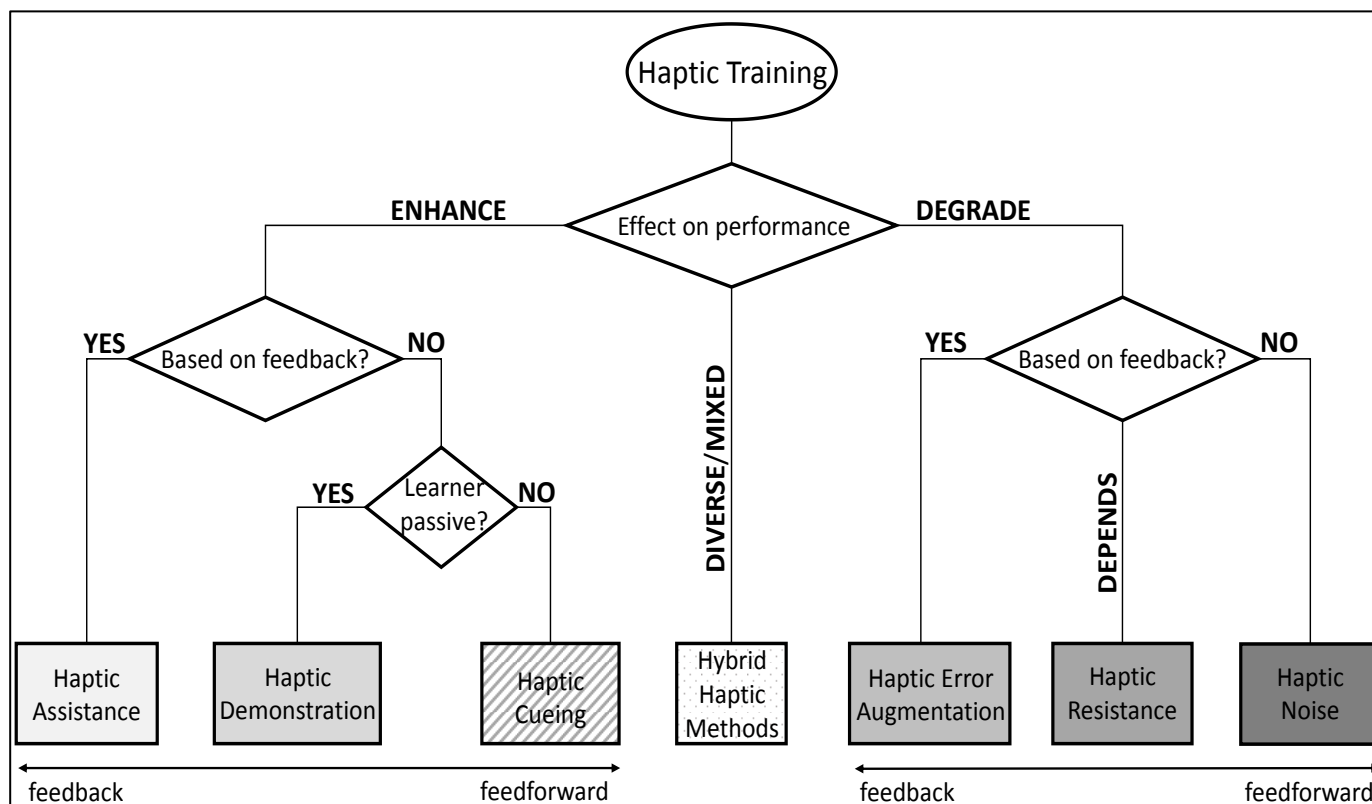 Haptic Training
Effect on performance
ENHANCE
DEGRADE
Based on feedback?
YES
NO
Learner
passive?
YES
NO
DIVERSE/MIXED
Based on feedback?
YES
NO
DEPENDS
Haptic
Assistance
Haptic
Demonstration
Haptic
Cueing
Hybrid
Haptic
Methods
Haptic Error
Augmentation
Haptic
Resistance
Haptic
Noise
feedback
feedforward
feedback
feedforward